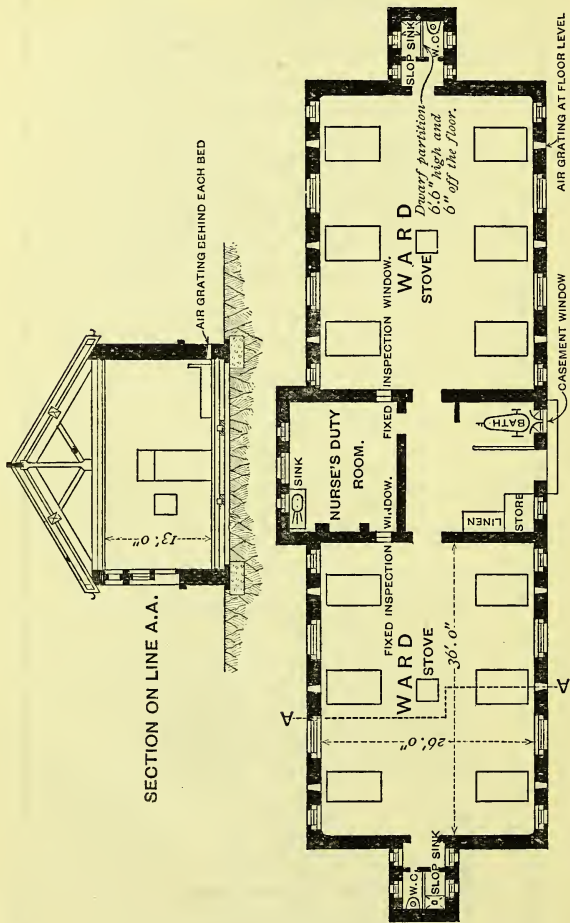 SECTION ON LINE A.A.
13'.0"
AIR GRATING BEHIND EACH BED
SINK
NURSE'S DUTY
ROOM.
FIXED INSPECTION WINDOW.
FIXED INSPECTION WINDOW.
WARD
STOVE
WARD
STOVE
A
A
26'.0"
36'.0"
W.C.
SLOP SINK
SLOP SINK
W.C
Dwarf partition
6'.6" high and
6" off the floor.
LINEN
STORE
BATH
CASEMENT WINDOW
AIR GRATING AT FLOOR LEVEL